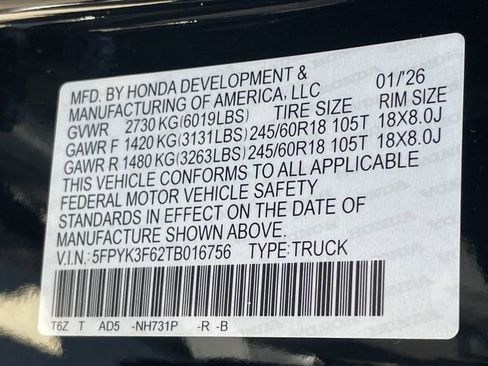 MFD. BY HONDA DEVELOPMENT & 01/'26
MANUFACTURING OF AMERICA, LLC
GVWR 2730 KG(6019LBS) TIRE SIZE RIM SIZE
GAWR F 1420 KG(3131LBS) 245/60R18 105T 18X8.0J
GAWR R 1480 KG(3263LBS) 245/60R18 105T 18X8.0J
THIS VEHICLE CONFORMS TO ALL APPLICABLE
FEDERAL MOTOR VEHICLE SAFETY
STANDARDS IN EFFECT ON THE DATE OF
MANUFACTURE SHOWN ABOVE.
V.I.N.: 5FPYK3F62TB016756 TYPE:TRUCK
T6Z T AD5 -NH731P -R -B